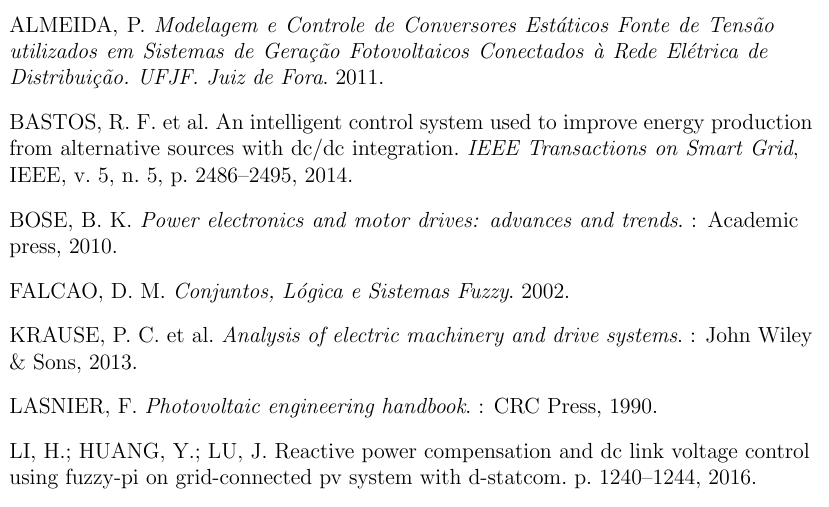 ALMEIDA, P. Modelagem e Controle de Conversores Estáticos Fonte de Tensão
utilizados em Sistemas de Geração Fotovoltaicos Conectados à Rede Elétrica de
Distribuição. UFJF. Juiz de Fora. 2011.
BASTOS, R. F. et al. An intelligent control system used to improve energy production
from alternative sources with dc/dc integration. IEEE Transactions on Smart Grid,
IEEE, v. 5, n. 5, p. 2486–2495, 2014.
BOSE, B. K. Power electronics and motor drives: advances and trends. : Academic
press, 2010.
FALCAO, D. M. Conjuntos, Lógica e Sistemas Fuzzy. 2002.
KRAUSE, P. C. et al. Analysis of electric machinery and drive systems. : John Wiley
& Sons, 2013.
LASNIER, F. Photovoltaic engineering handbook. : CRC Press, 1990.
LI, H.; HUANG, Y.; LU, J. Reactive power compensation and dc link voltage control
using fuzzy-pi on grid-connected pv system with d-statcom. p. 1240–1244, 2016.